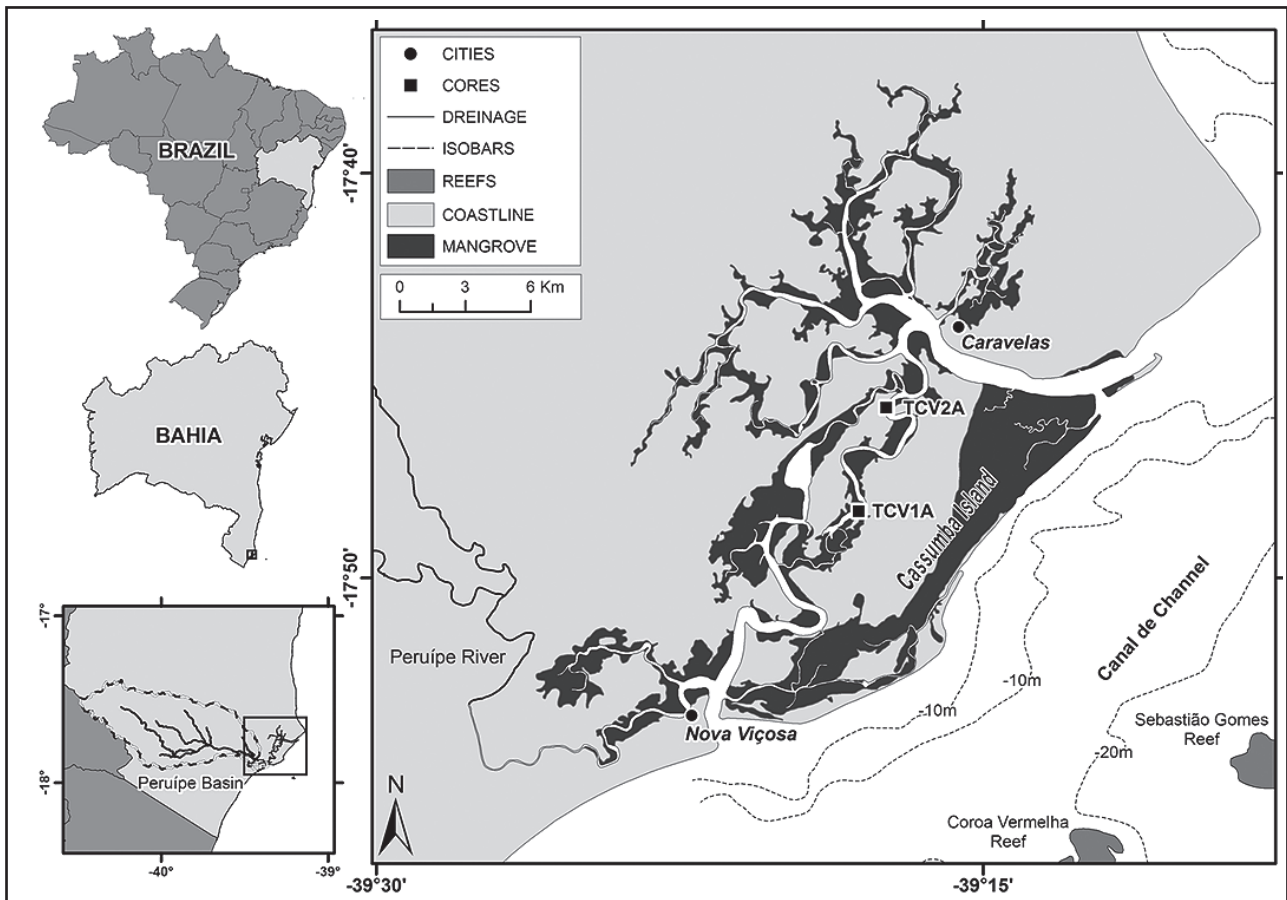 BRAZIL
BAHIA
-17°
-18°
Peruípe Basin
-40°
-39°
CITIES
CORES
DREINAGE
ISOBARS
REEFS
COASTLINE
MANGROVE
0 3 6 Km
-17°40'
-17°50'
Caravelas
TCV2A
TCV1A
Cassumba Island
Peruípe River
Nova Viçosa
Canal de Channel
-10m
-10m
-20m
Sebastião Gomes
Reef
Coroa Vermelha
Reef
N
-39°30'
-39°15'